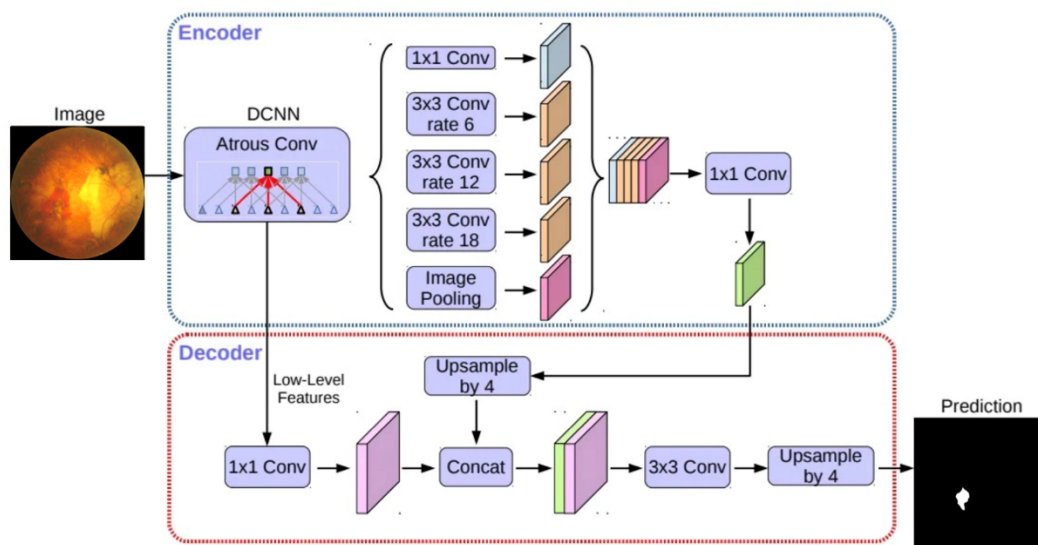 Encoder
Image
DCNN
Atrous Conv
1x1 Conv
3x3 Conv
rate 6
3x3 Conv
rate 12
3x3 Conv
rate 18
Image
Pooling
1x1 Conv
Decoder
Low-Level
Features
Upsample
by 4
1x1 Conv
Concat
3x3 Conv
Upsample
by 4
Prediction